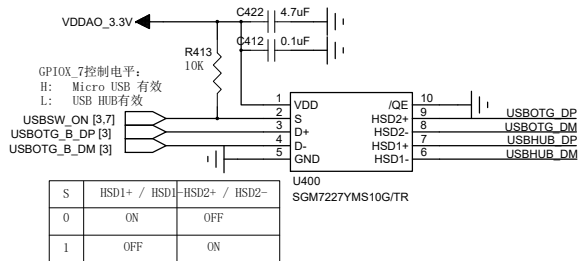 C422 4.7uF
VDDAO_3.3V
C412 0.1uF
R413
10K
GPIOX_7控制电平:
H: Micro USB 有效
L: USB HUB有效
USBSW_ON [3,7]
USBOTG_B_DP [3]
USBOTG_B_DM [3]
1 VDD /QE 10
2 S HSD2+ 9 USBOTG_DP
3 D+ HSD2- 8 USBOTG_DM
4 D- HSD1+ 7 USBHUB_DP
5 GND HSD1- 6 USBHUB_DM
U400
SGM7227YMS10G/TR
S HSD1+ / HSD1- HSD2+ / HSD2-
0 ON OFF
1 OFF ON